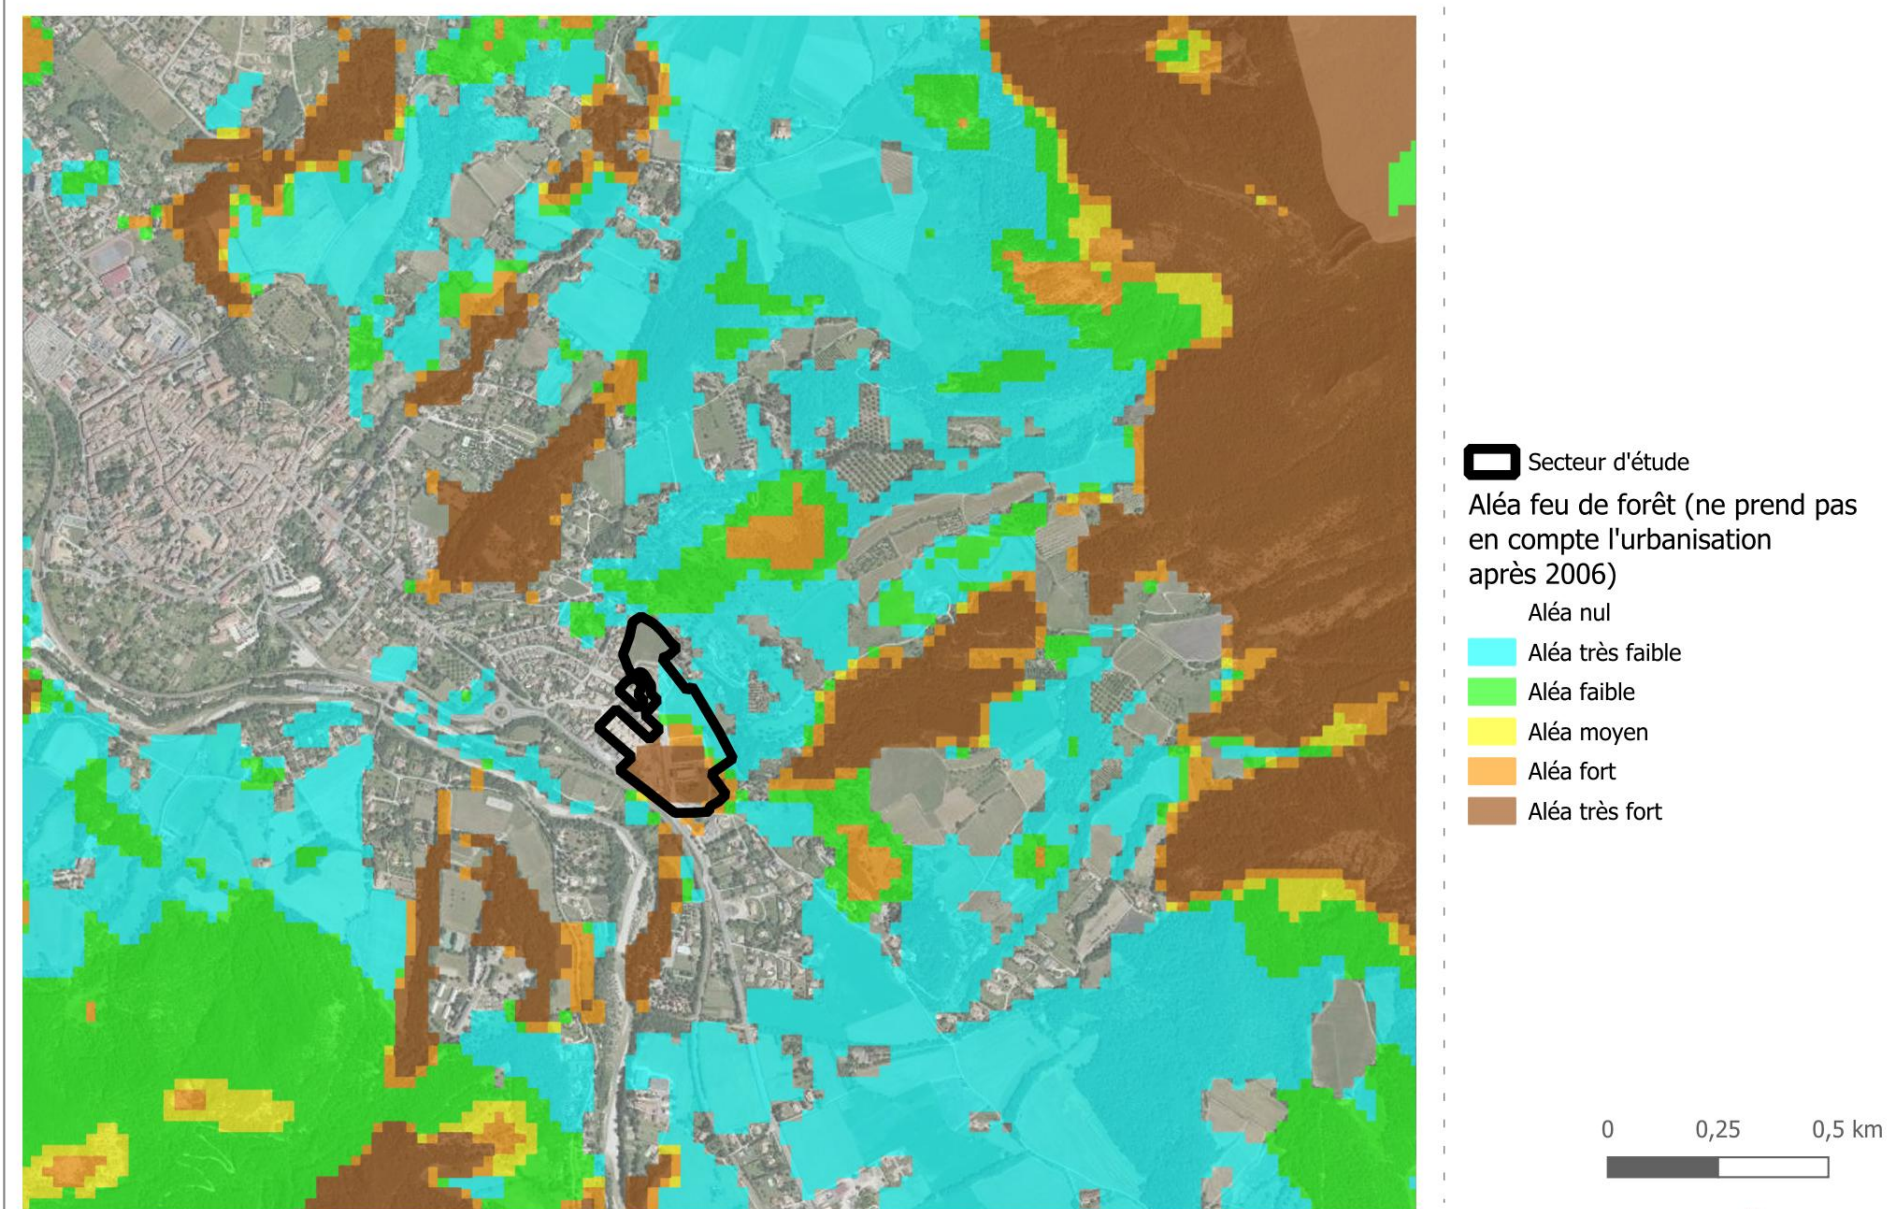 Secteur d'étude
Aléa feu de forêt (ne prend pas
en compte l'urbanisation
après 2006)
Aléa nul
Aléa très faible
Aléa faible
Aléa moyen
Aléa fort
Aléa très fort
0 0,25 0,5 km